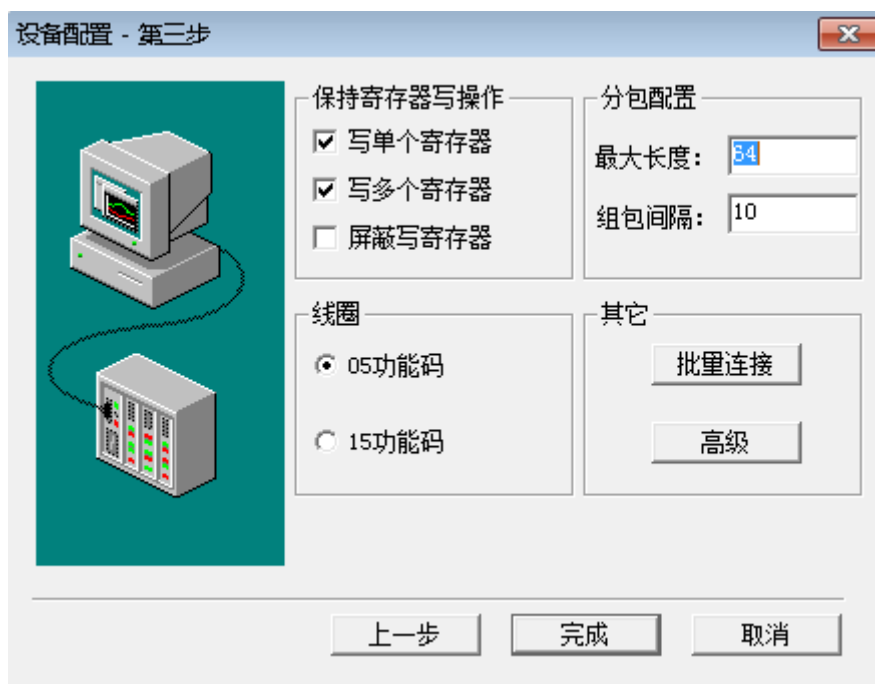 设备配置 - 第三步
保持寄存器写操作
写单个寄存器
写多个寄存器
屏蔽写寄存器
分包配置
最大长度： 64
组包间隔： 10
线圈
05功能码
15功能码
其它
批量连接
高级
上一步
完成
取消